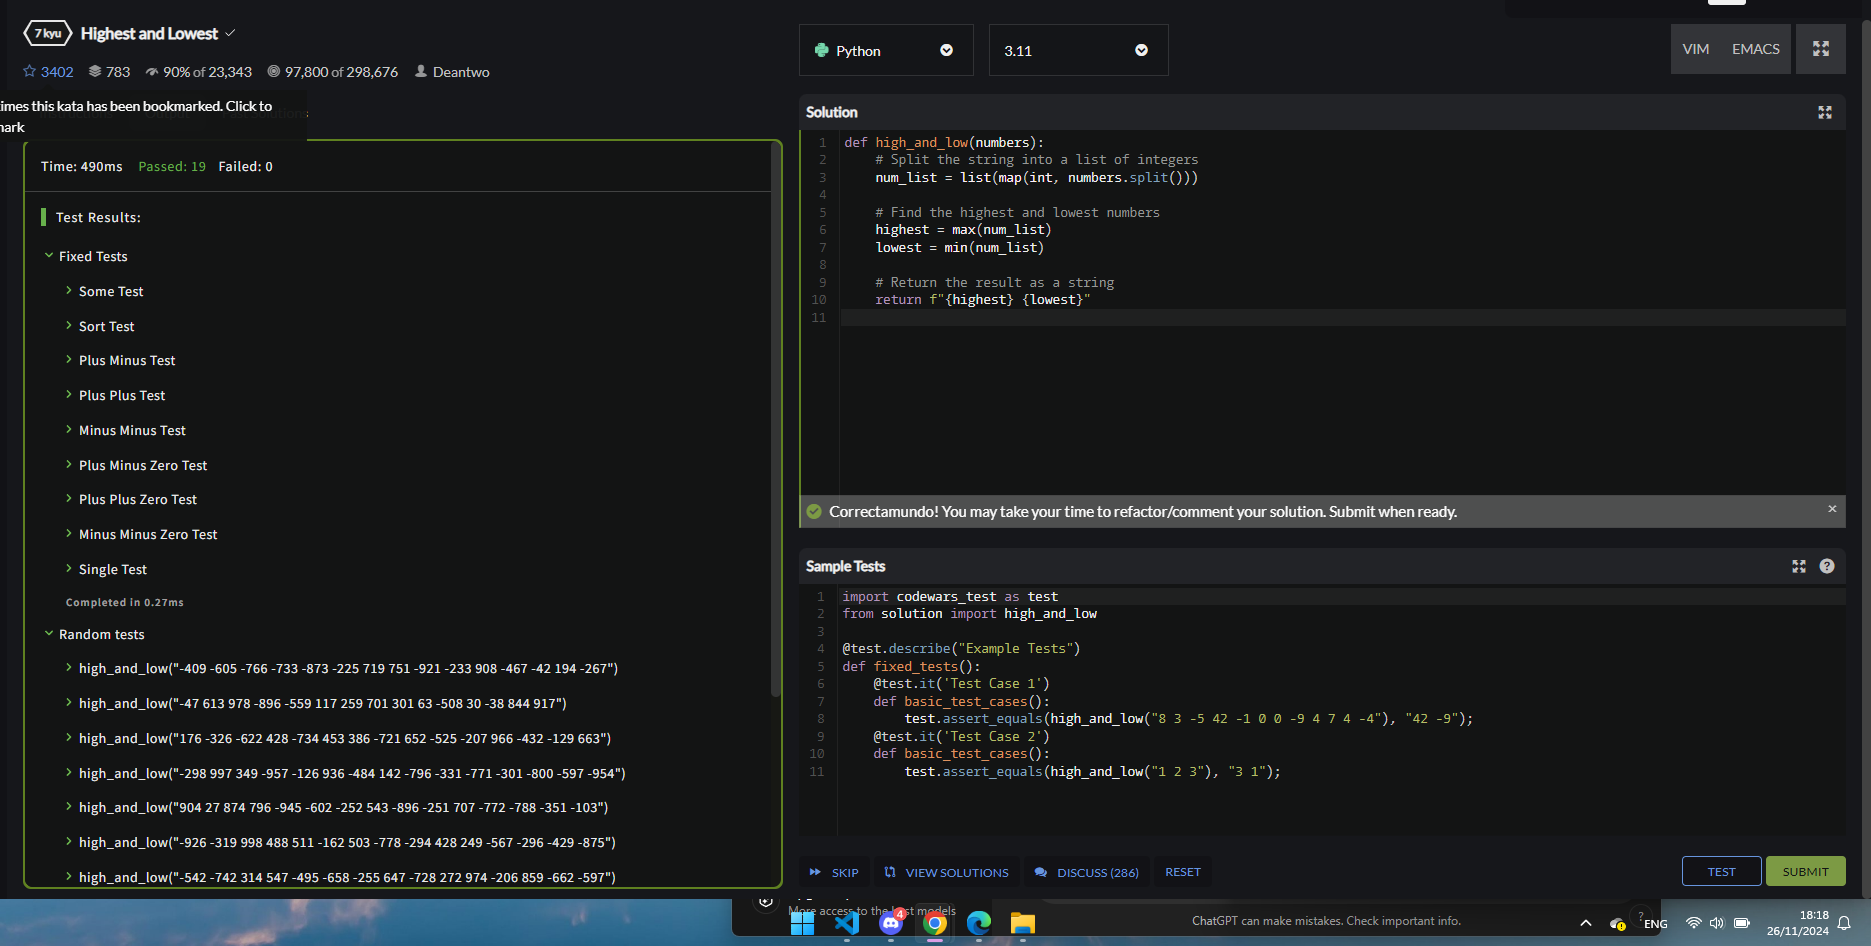 7 kyu Highest and Lowest
3402 783 90% of 23,343 97,800 of 298,676 Deantwo
imes this kata has been bookmarked. Click to
nark
Time: 490ms Passed: 19 Failed: 0
Test Results:
Fixed Tests
Some Test
Sort Test
Plus Minus Test
Plus Plus Test
Minus Minus Test
Plus Minus Zero Test
Plus Plus Zero Test
Minus Minus Zero Test
Single Test
Completed in 0.27ms
Random tests
high_and_low("-409 -605 -766 -733 -873 -225 719 751 -921 -233 908 -467 -42 194 -267")
high_and_low("-47 613 978 -896 -559 117 259 701 301 63 -508 30 -38 844 917")
high_and_low("176 -326 -622 428 -734 453 386 -721 652 -525 -207 966 -432 -129 663")
high_and_low("-298 997 349 -957 -126 936 -484 142 -796 -331 -771 -301 -800 -597 -954")
high_and_low("904 27 874 796 -945 -602 -252 543 -896 -251 707 -772 -788 -351 -103")
high_and_low("-926 -319 998 488 511 -162 503 -778 -294 428 249 -567 -296 -429 -875")
high_and_low("-542 -742 314 547 -495 -658 -255 647 -728 272 974 -206 859 -662 -597")
Python 3.11 VIM EMACS
Solution
1 def high_and_low(numbers):
2 # Split the string into a list of integers
3 num_list = list(map(int, numbers.split()))
4
5 # Find the highest and lowest numbers
6 highest = max(num_list)
7 lowest = min(num_list)
8
9 # Return the result as a string
10 return f"{highest} {lowest}"
11
Correctamundo! You may take your time to refactor/comment your solution. Submit when ready. ×
Sample Tests ?
1 import codewars_test as test
2 from solution import high_and_low
3
4 @test.describe("Example Tests")
5 def fixed_tests():
6 @test.it('Test Case 1')
7 def basic_test_cases():
8 test.assert_equals(high_and_low("8 3 -5 42 -1 0 0 -9 4 7 4 -4"), "42 -9");
9 @test.it('Test Case 2')
10 def basic_test_cases():
11 test.assert_equals(high_and_low("1 2 3"), "3 1");
SKIP VIEW SOLUTIONS DISCUSS (286) RESET TEST SUBMIT
More access to the best models
4
ChatGPT can make mistakes. Check important info.
? ENG
18:18
26/11/2024